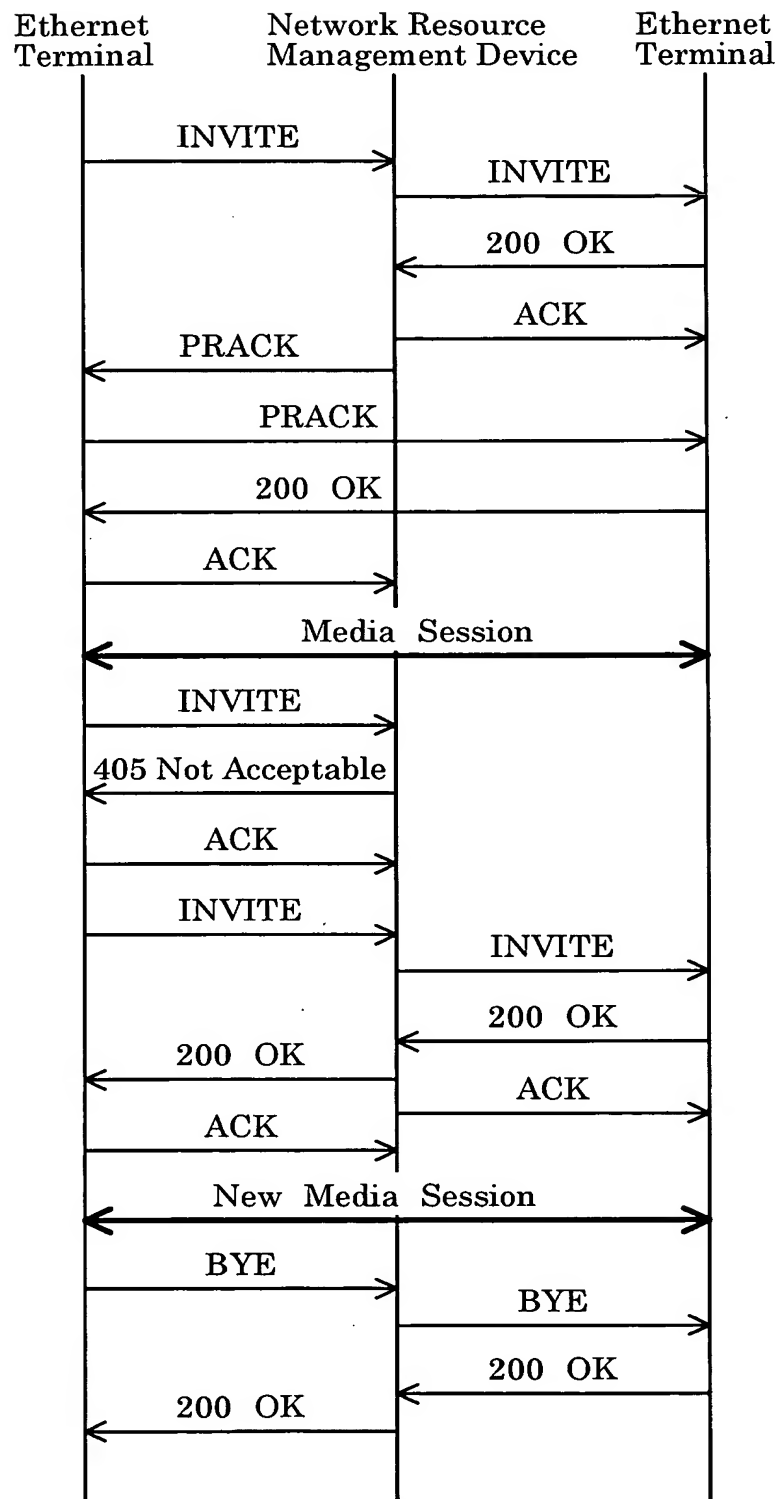 Ethernet
Terminal
Network Resource
Management Device
Ethernet
Terminal
INVITE
INVITE
200 OK
ACK
PRACK
PRACK
200 OK
ACK
Media Session
INVITE
405 Not Acceptable
ACK
INVITE
INVITE
200 OK
200 OK
ACK
ACK
New Media Session
BYE
BYE
200 OK
200 OK